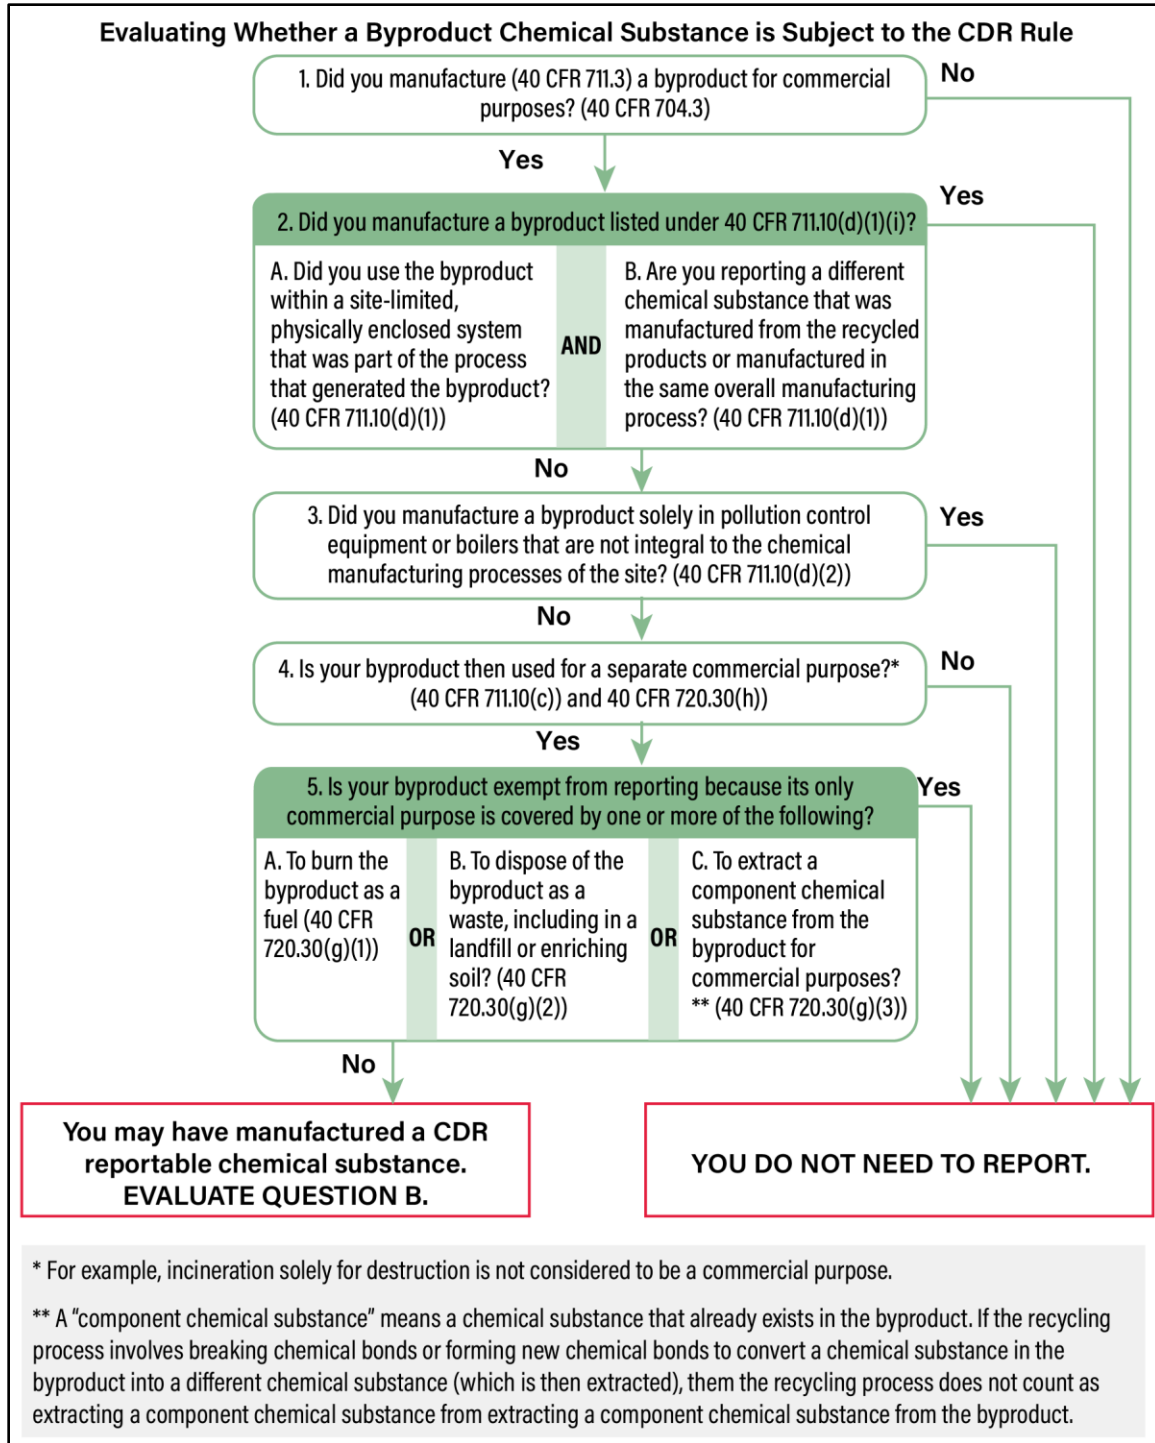 Evaluating Whether a Byproduct Chemical Substance is Subject to the CDR Rule
1. Did you manufacture (40 CFR 711.3) a byproduct for commercial
purposes? (40 CFR 704.3)
No
Yes
2. Did you manufacture a byproduct listed under 40 CFR 711.10(d)(1)(i)?
Yes
A. Did you use the byproduct
within a site-limited,
physically enclosed system
that was part of the process
that generated the byproduct?
(40 CFR 711.10(d)(1))
AND
B. Are you reporting a different
chemical substance that was
manufactured from the recycled
products or manufactured in
the same overall manufacturing
process? (40 CFR 711.10(d)(1))
No
3. Did you manufacture a byproduct solely in pollution control
equipment or boilers that are not integral to the chemical
manufacturing processes of the site? (40 CFR 711.10(d)(2))
Yes
No
4. Is your byproduct then used for a separate commercial purpose?*
(40 CFR 711.10(c)) and 40 CFR 720.30(h))
No
Yes
5. Is your byproduct exempt from reporting because its only
commercial purpose is covered by one or more of the following?
Yes
A. To burn the
byproduct as a
fuel (40 CFR
720.30(g)(1))
OR
B. To dispose of the
byproduct as a
waste, including in a
landfill or enriching
soil? (40 CFR
720.30(g)(2))
OR
C. To extract a
component chemical
substance from the
byproduct for
commercial purposes?
** (40 CFR 720.30(g)(3))
No
You may have manufactured a CDR
reportable chemical substance.
EVALUATE QUESTION B.
YOU DO NOT NEED TO REPORT.
* For example, incineration solely for destruction is not considered to be a commercial purpose.
** A “component chemical substance” means a chemical substance that already exists in the byproduct. If the recycling
process involves breaking chemical bonds or forming new chemical bonds to convert a chemical substance in the
byproduct into a different chemical substance (which is then extracted), them the recycling process does not count as
extracting a component chemical substance from extracting a component chemical substance from the byproduct.